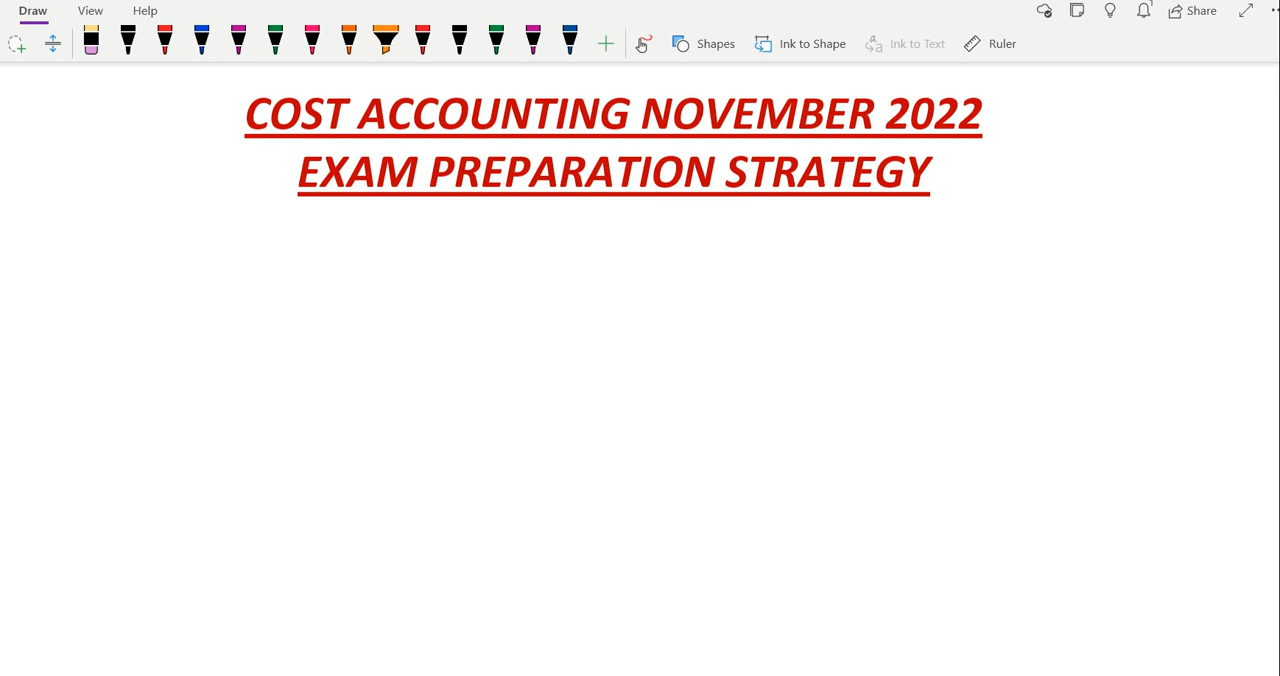 Draw View Help
Share
Shapes Ink to Shape Ink to Text Ruler
COST ACCOUNTING NOVEMBER 2022
EXAM PREPARATION STRATEGY